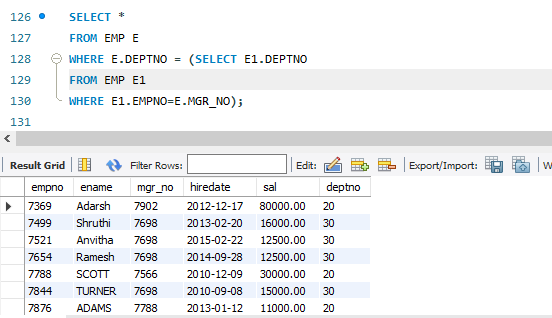 126 SELECT *
127 FROM EMP E
128 WHERE E.DEPTNO = (SELECT E1.DEPTNO
129 FROM EMP E1
130 WHERE E1.EMPNO=E.MGR_NO);
131
Result Grid Filter Rows: Edit: Export/Import: W
empno ename mgr_no hiredate sal deptno
7369 Adarsh 7902 2012-12-17 80000.00 20
7499 Shruthi 7698 2013-02-20 16000.00 30
7521 Anvitha 7698 2015-02-22 12500.00 30
7654 Ramesh 7698 2014-09-28 12500.00 30
7788 SCOTT 7566 2010-12-09 30000.00 20
7844 TURNER 7698 2010-09-08 15000.00 30
7876 ADAMS 7788 2013-01-12 11000.00 20